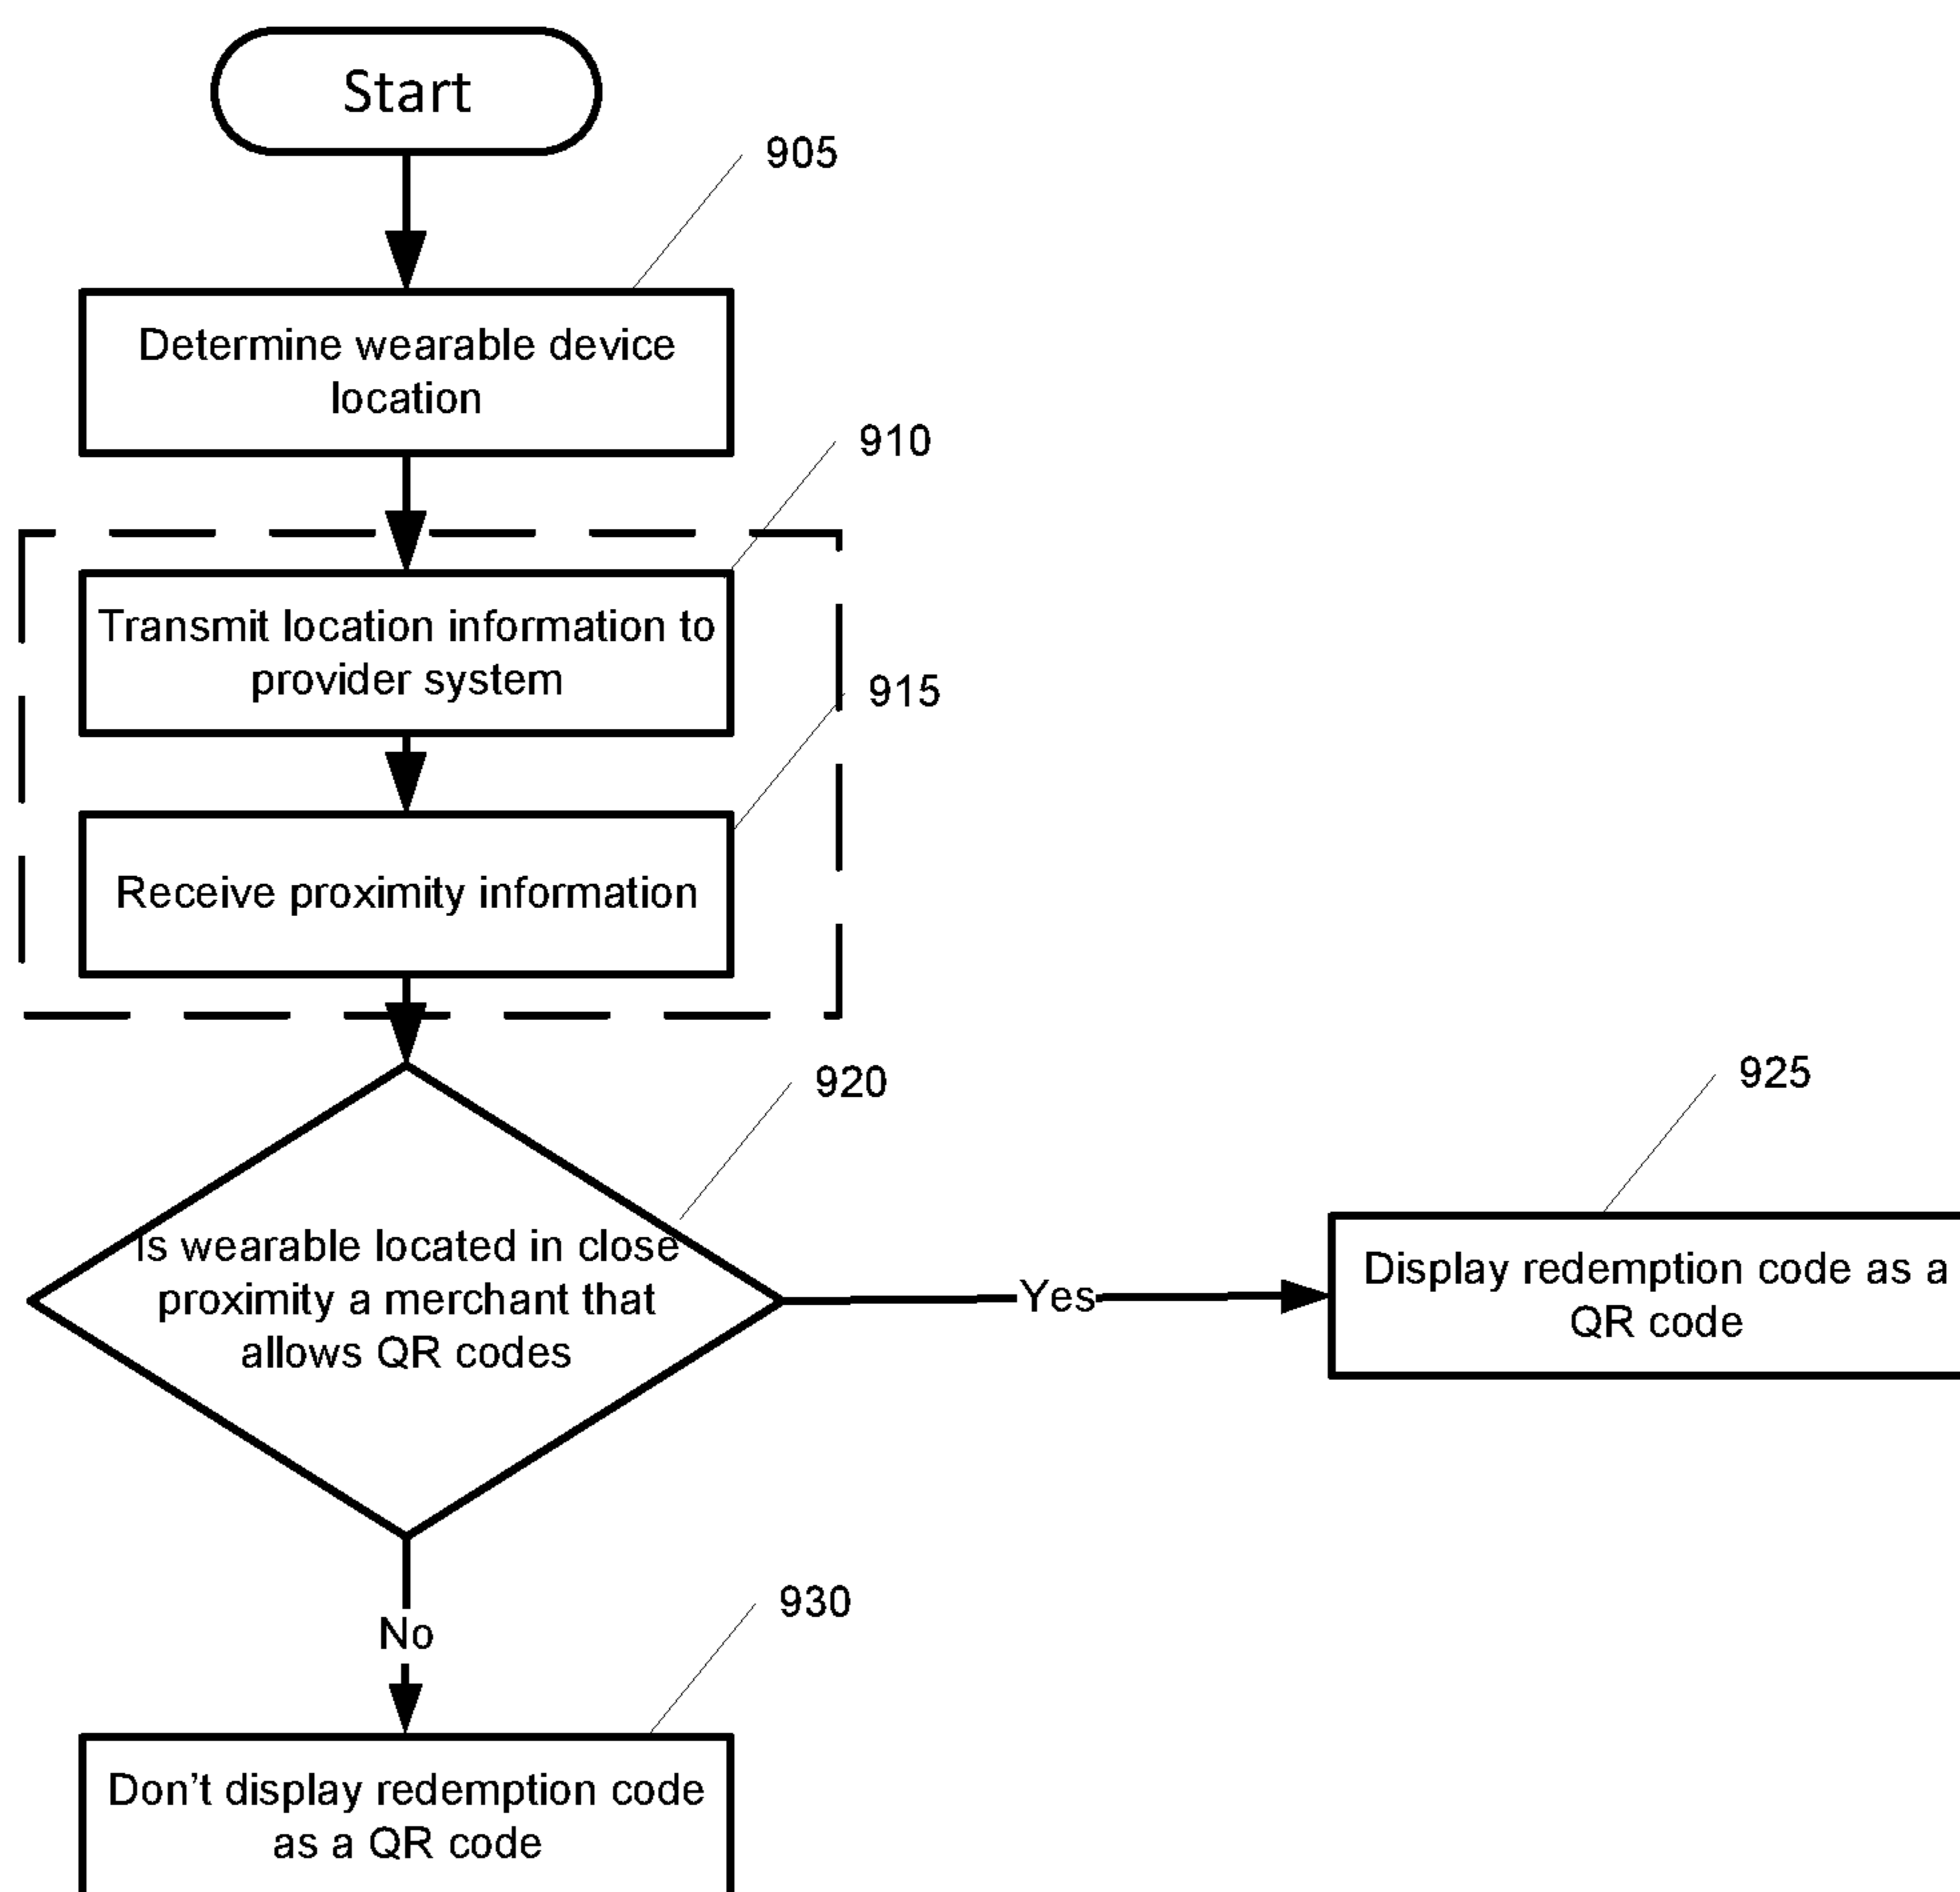 Start
905
Determine wearable device
location
910
Transmit location information to
provider system
915
Receive proximity information
920
Is wearable located in close
proximity a merchant that
allows QR codes
Yes
925
Display redemption code as a
QR code
No
930
Don't display redemption code
as a QR code